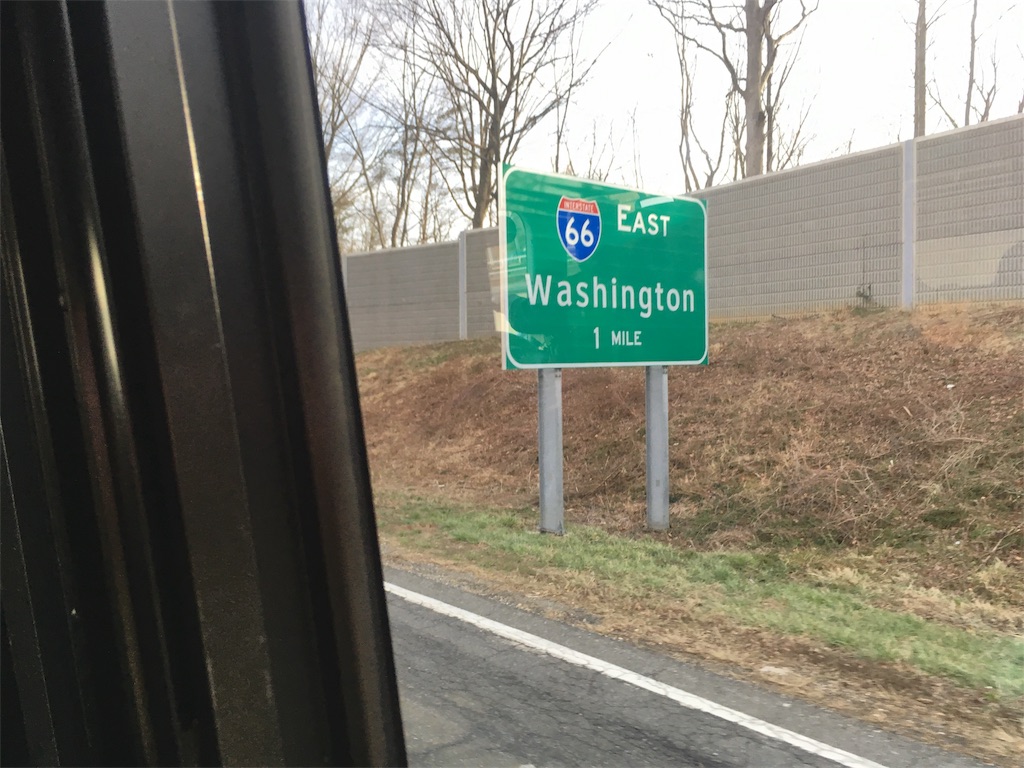 INTERSTATE
66
EAST
Washington
1 MILE